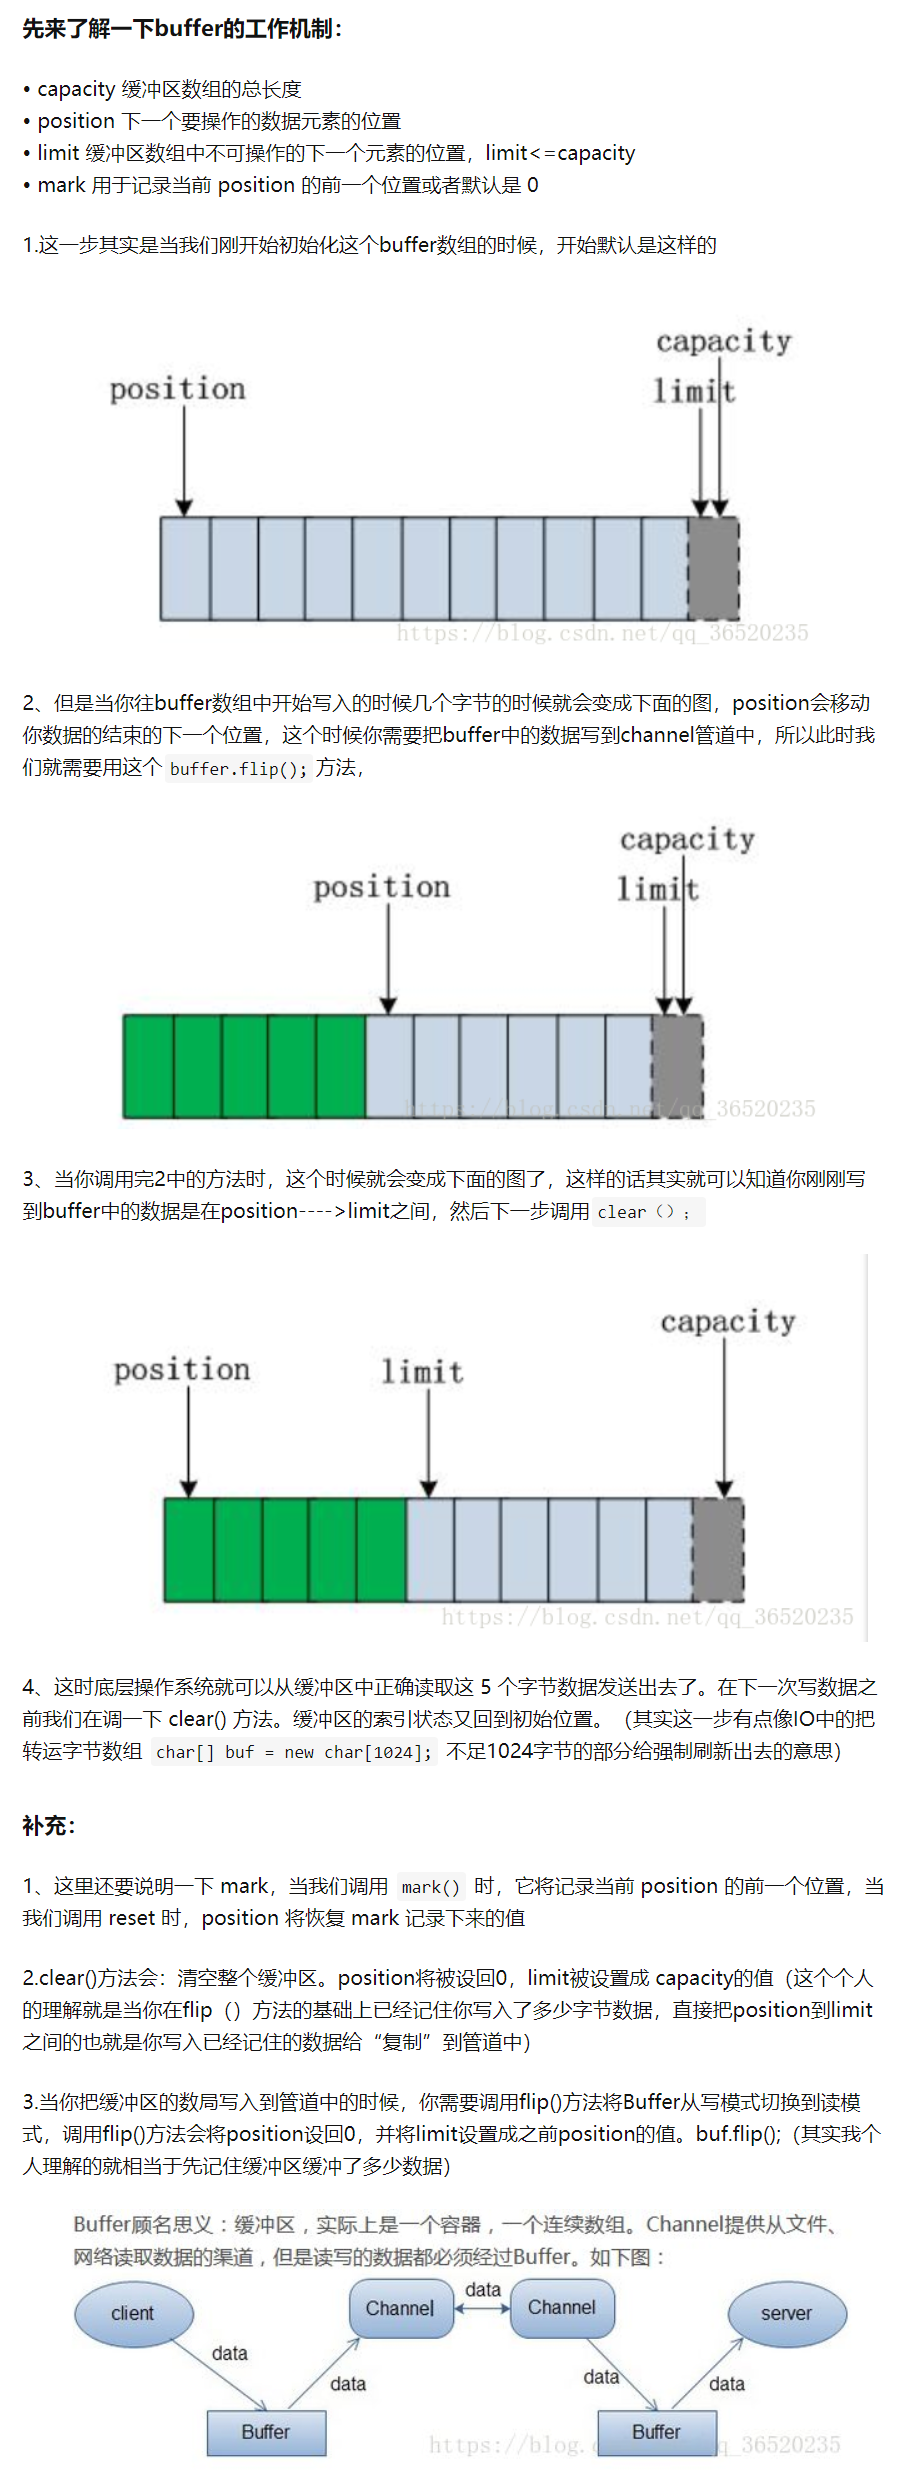 先来了解一下buffer的工作机制：
• capacity 缓冲区数组的总长度
• position 下一个要操作的数据元素的位置
• limit 缓冲区数组中不可操作的下一个元素的位置，limit<=capacity
• mark 用于记录当前 position 的前一个位置或者默认是 0
1.这一步其实是当我们刚开始初始化这个buffer数组的时候，开始默认是这样的
capacity
position
limit
https://blog.csdn.net/qq_36520235
2、但是当你往buffer数组中开始写入的时候几个字节的时候就会变成下面的图，position会移动
你数据的结束的下一个位置，这个时候你需要把buffer中的数据写到channel管道中，所以此时我
们就需要用这个 buffer.flip(); 方法，
capacity
position
limit
https://blog.csdn.net/qq_36520235
3、当你调用完2中的方法时，这个时候就会变成下面的图了，这样的话其实就可以知道你刚刚写
到buffer中的数据是在position---->limit之间，然后下一步调用 clear（）；
capacity
position
limit
https://blog.csdn.net/qq_36520235
4、这时底层操作系统就可以从缓冲区中正确读取这 5 个字节数据发送出去了。在下一次写数据之
前我们在调一下 clear() 方法。缓冲区的索引状态又回到初始位置。（其实这一步有点像IO中的把
转运字节数组 char[] buf = new char[1024]; 不足1024字节的部分给强制刷新出去的意思）
补充：
1、这里还要说明一下 mark，当我们调用 mark() 时，它将记录当前 position 的前一个位置，当
我们调用 reset 时，position 将恢复 mark 记录下来的值
2.clear()方法会：清空整个缓冲区。position将被设回0，limit被设置成 capacity的值（这个个人
的理解就是当你在flip（）方法的基础上已经记住你写入了多少字节数据，直接把position到limit
之间的也就是你写入已经记住的数据给“复制”到管道中）
3.当你把缓冲区的数局写入到管道中的时候，你需要调用flip()方法将Buffer从写模式切换到读模
式，调用flip()方法会将position设回0，并将limit设置成之前position的值。buf.flip();（其实我个
人理解的就相当于先记住缓冲区缓冲了多少数据）
Buffer顾名思义：缓冲区，实际上是一个容器，一个连续数组。Channel提供从文件、
网络读取数据的渠道，但是读写的数据都必须经过Buffer。如下图：
client
Channel
data
Channel
server
data
data
data
data
Buffer
Buffer
https://blog.c
q_36520235